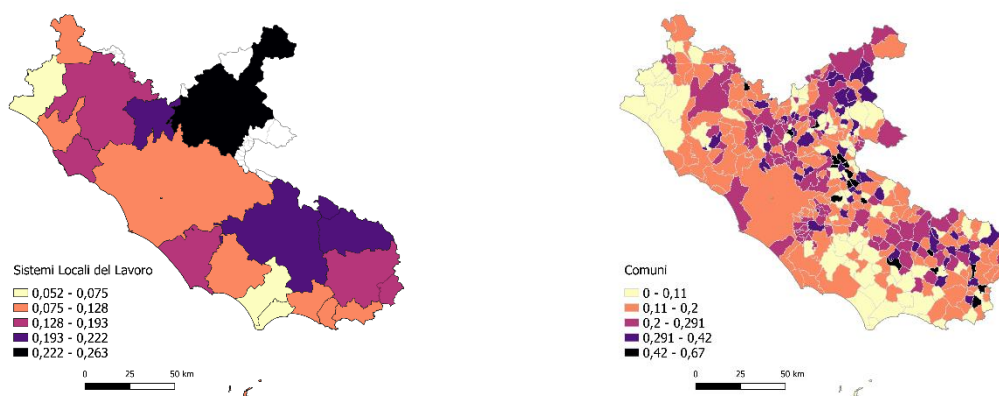 Sistemi Locali del Lavoro
0,052 - 0,075
0,075 - 0,128
0,128 - 0,193
0,193 - 0,222
0,222 - 0,263
0 25 50 km
Comuni
0 - 0,11
0,11 - 0,2
0,2 - 0,291
0,291 - 0,42
0,42 - 0,67
0 25 50 km